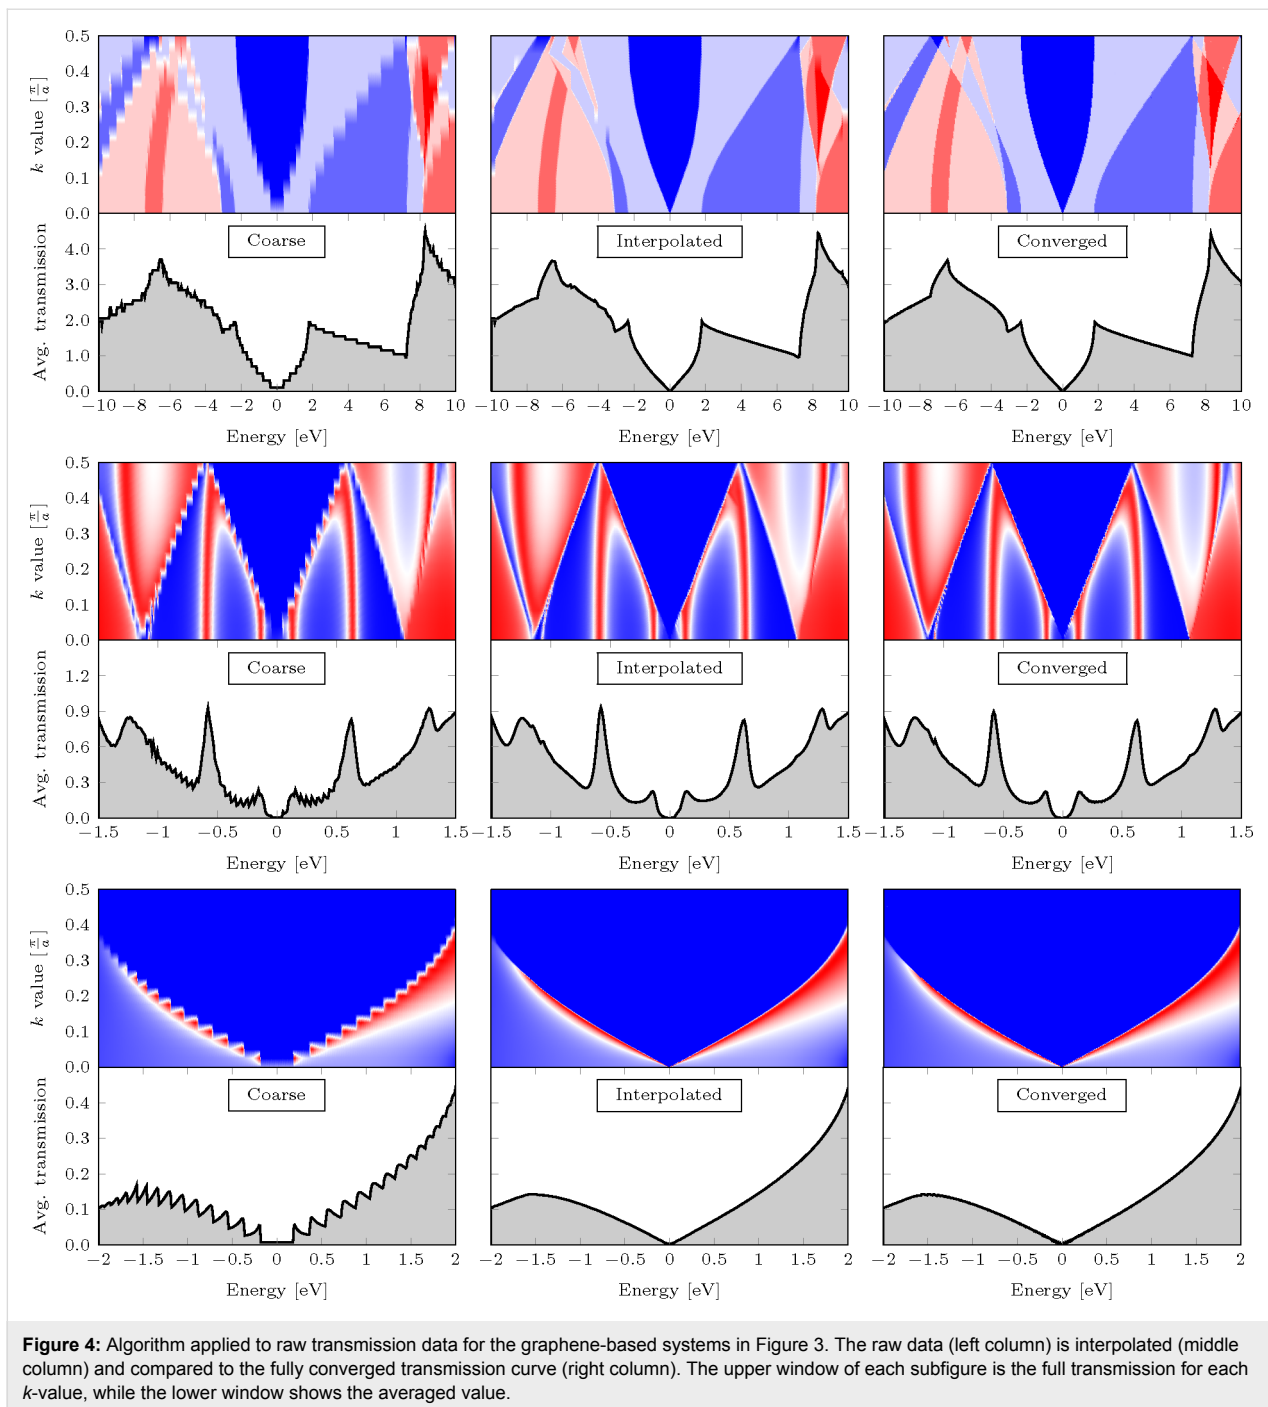 0.5
0.4
0.3
0.2
0.1
0.0
k value [π/a]
4.0
3.0
2.0
1.0
0.0
Avg. transmission
Coarse
Interpolated
Converged
−10 −8 −6 −4 −2 0 2 4 6 8 10
−10 −8 −6 −4 −2 0 2 4 6 8 10
−10 −8 −6 −4 −2 0 2 4 6 8 10
Energy [eV]
Energy [eV]
Energy [eV]
0.5
0.4
0.3
0.2
0.1
0.0
k value [π/a]
1.2
0.9
0.6
0.3
0.0
Avg. transmission
Coarse
Interpolated
Converged
−1.5 −1 −0.5 0 0.5 1 1.5
−1.5 −1 −0.5 0 0.5 1 1.5
−1.5 −1 −0.5 0 0.5 1 1.5
Energy [eV]
Energy [eV]
Energy [eV]
0.5
0.4
0.3
0.2
0.1
0.0
k value [π/a]
0.4
0.3
0.2
0.1
0.0
Avg. transmission
Coarse
Interpolated
Converged
−2 −1.5 −1 −0.5 0 0.5 1 1.5 2
−2 −1.5 −1 −0.5 0 0.5 1 1.5 2
−2 −1.5 −1 −0.5 0 0.5 1 1.5 2
Energy [eV]
Energy [eV]
Energy [eV]
Figure 4: Algorithm applied to raw transmission data for the graphene-based systems in Figure 3. The raw data (left column) is interpolated (middle
column) and compared to the fully converged transmission curve (right column). The upper window of each subfigure is the full transmission for each
k-value, while the lower window shows the averaged value.